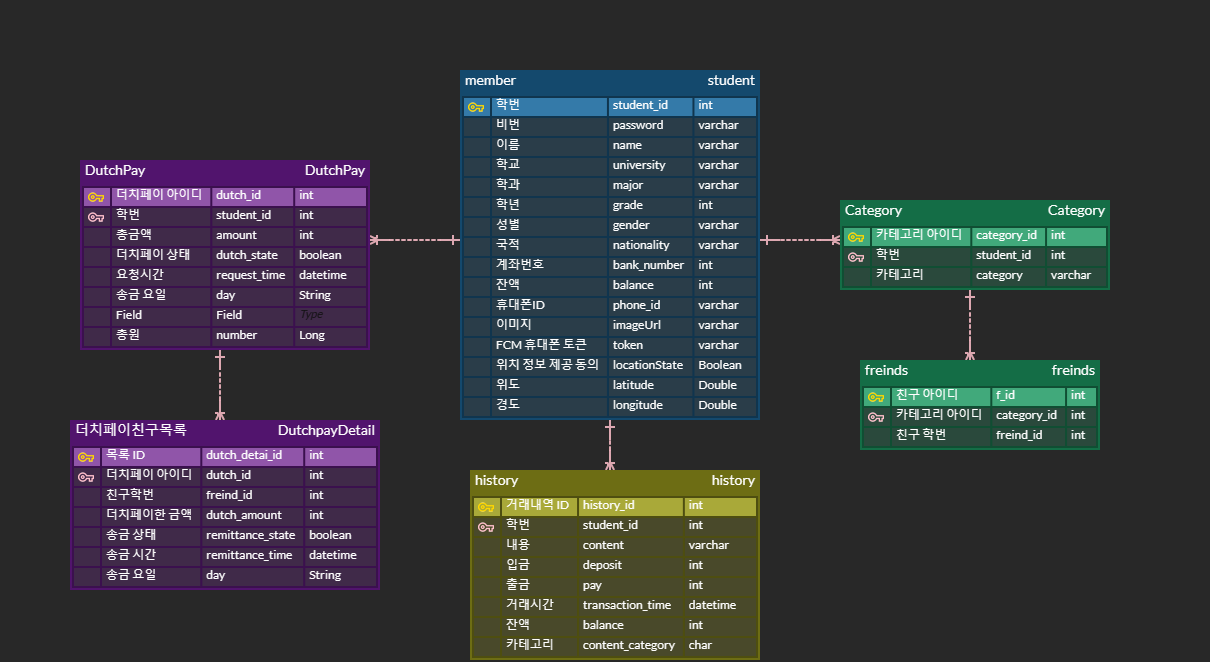 member student
학번 student_id int
비번 password varchar
이름 name varchar
학교 university varchar
학과 major varchar
학년 grade int
성별 gender varchar
국적 nationality varchar
계좌번호 bank_number int
잔액 balance int
휴대폰ID phone_id varchar
이미지 imageUrl varchar
FCM 휴대폰 토큰 token varchar
위치 정보 제공 동의 locationState Boolean
위도 latitude Double
경도 longitude Double
DutchPay DutchPay
더치페이 아이디 dutch_id int
학번 student_id int
총금액 amount int
더치페이 상태 dutch_state boolean
요청시간 request_time datetime
송금 요일 day String
Field Field Type
총원 number Long
Category Category
카테고리 아이디 category_id int
학번 student_id int
카테고리 category varchar
freinds freinds
친구 아이디 f_id int
카테고리 아이디 category_id int
친구 학번 freind_id int
더치페이친구목록 DutchpayDetail
목록 ID dutch_detai_id int
더치페이 아이디 dutch_id int
친구학번 freind_id int
더치페이한 금액 dutch_amount int
송금 상태 remittance_state boolean
송금 시간 remittance_time datetime
송금 요일 day String
history history
거래내역 ID history_id int
학번 student_id int
내용 content varchar
입금 deposit int
출금 pay int
거래시간 transaction_time datetime
잔액 balance int
카테고리 content_category char